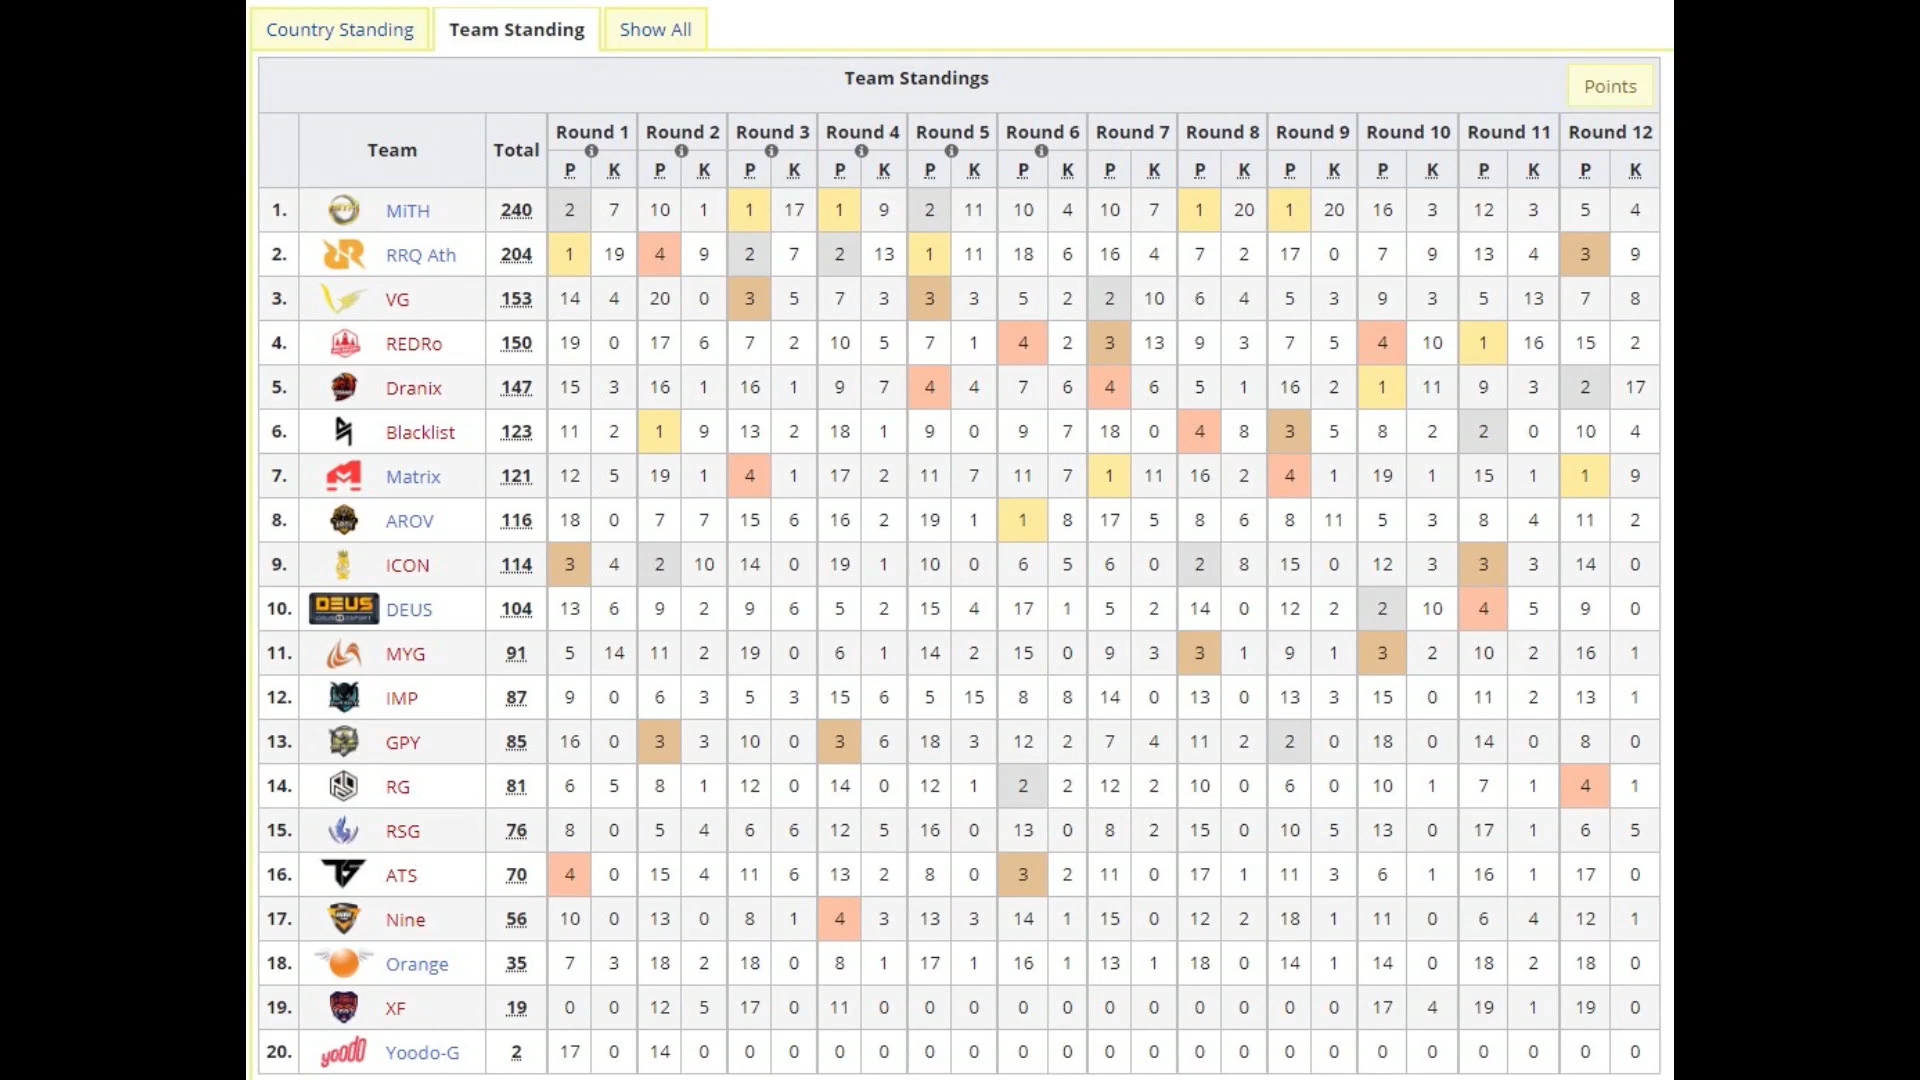 Country Standing Team Standing Show All
Team Standings Points
Team Total Round 1 Round 2 Round 3 Round 4 Round 5 Round 6 Round 7 Round 8 Round 9 Round 10 Round 11 Round 12
P K P K P K P K P K P K P K P K P K P K P K P K
1. MiTH 240 2 7 10 1 1 17 1 9 2 11 10 4 10 7 1 20 1 20 16 3 12 3 5 4
2. RRQ Ath 204 1 19 4 9 2 7 2 13 1 11 18 6 16 4 7 2 17 0 7 9 13 4 3 9
3. VG 153 14 4 20 0 3 5 7 3 3 3 5 2 2 10 6 4 5 3 9 3 5 13 7 8
4. REDRo 150 19 0 17 6 7 2 10 5 7 1 4 2 3 13 9 3 7 5 4 10 1 16 15 2
5. Dranix 147 15 3 16 1 16 1 9 7 4 4 7 6 4 6 5 1 16 2 1 11 9 3 2 17
6. Blacklist 123 11 2 1 9 13 2 18 1 9 0 9 7 18 0 4 8 3 5 8 2 2 0 10 4
7. Matrix 121 12 5 19 1 4 1 17 2 11 7 11 7 1 11 16 2 4 1 19 1 15 1 1 9
8. AROV 116 18 0 7 7 15 6 16 2 19 1 1 8 17 5 8 6 8 11 5 3 8 4 11 2
9. ICON 114 3 4 2 10 14 0 19 1 10 0 6 5 6 0 2 8 15 0 12 3 3 3 14 0
10. DEUS DEUS 104 13 6 9 2 9 6 5 2 15 4 17 1 5 2 14 0 12 2 2 10 4 5 9 0
11. MYG 91 5 14 11 2 19 0 6 1 14 2 15 0 9 3 3 1 9 1 3 2 10 2 16 1
12. IMP 87 9 0 6 3 5 3 15 6 5 15 8 8 14 0 13 0 13 3 15 0 11 2 13 1
13. GPY 85 16 0 3 3 10 0 3 6 18 3 12 2 7 4 11 2 2 0 18 0 14 0 8 0
14. RG 81 6 5 8 1 12 0 14 0 12 1 2 2 12 2 10 0 6 0 10 1 7 1 4 1
15. RSG 76 8 0 5 4 6 6 12 5 16 0 13 0 8 2 15 0 10 5 13 0 17 1 6 5
16. ATS 70 4 0 15 4 11 6 13 2 8 0 3 2 11 0 17 1 11 3 6 1 16 1 17 0
17. Nine 56 10 0 13 0 8 1 4 3 13 3 14 1 15 0 12 2 18 1 11 0 6 4 12 1
18. Orange 35 7 3 18 2 18 0 8 1 17 1 16 1 13 1 18 0 14 1 14 0 18 2 18 0
19. XF 19 0 0 12 5 17 0 11 0 0 0 0 0 0 0 0 0 0 0 17 4 19 1 19 0
20. yoodo Yoodo-G 2 17 0 14 0 0 0 0 0 0 0 0 0 0 0 0 0 0 0 0 0 0 0 0 0